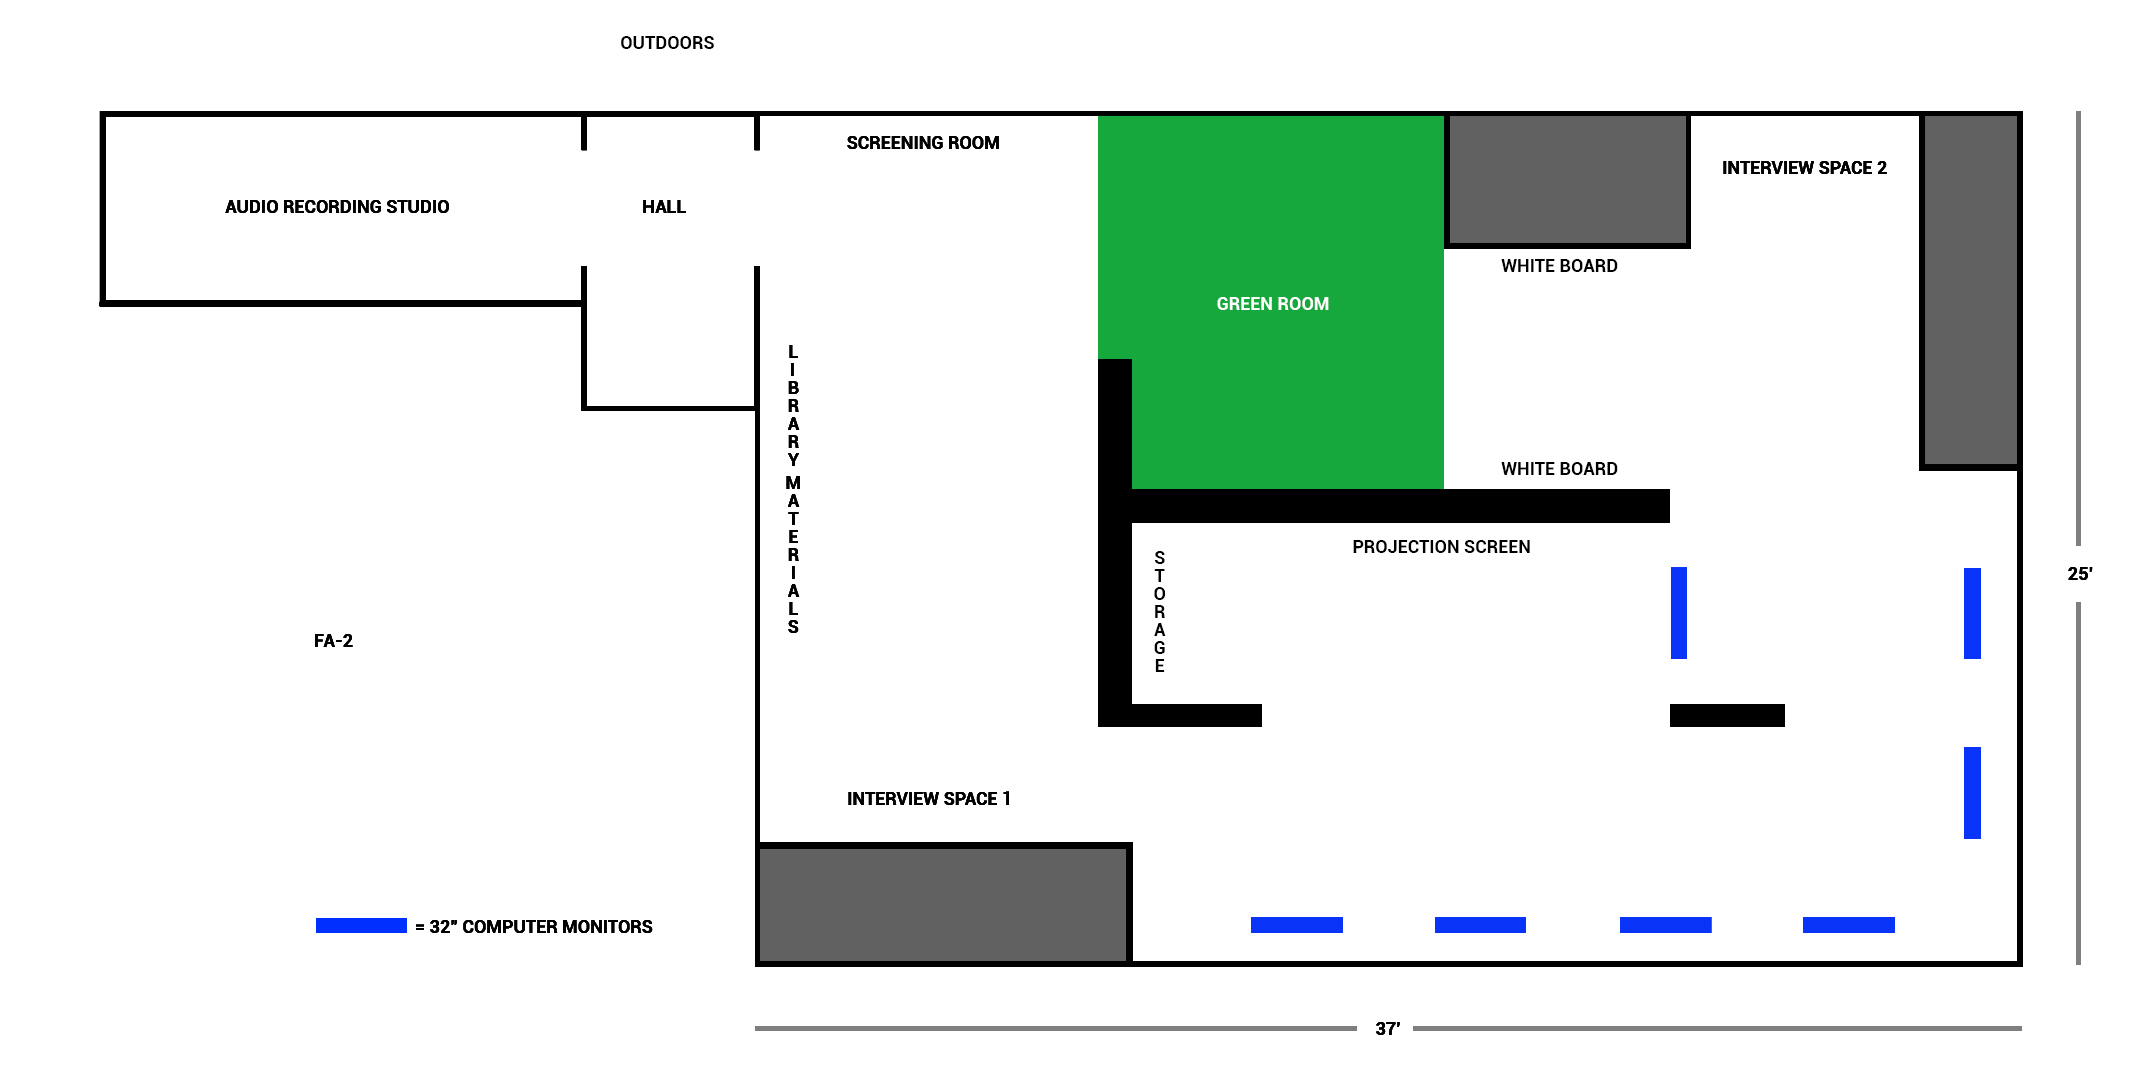 OUTDOORS
SCREENING ROOM
INTERVIEW SPACE 2
AUDIO RECORDING STUDIO
HALL
WHITE BOARD
GREEN ROOM
LIBRARY MATERIALS
WHITE BOARD
PROJECTION SCREEN
STORAGE
25'
FA-2
INTERVIEW SPACE 1
= 32" COMPUTER MONITORS
37'